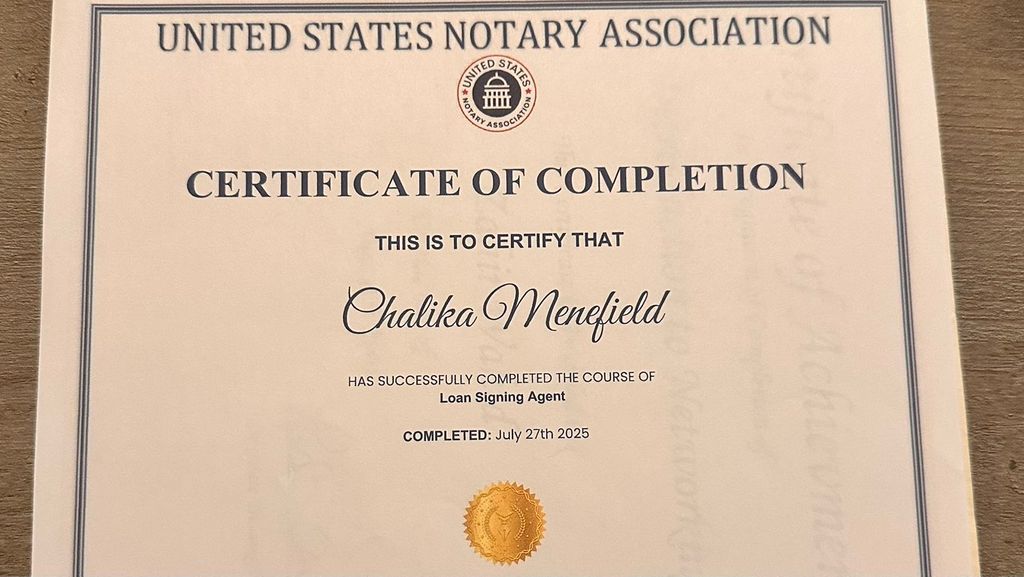 UNITED STATES NOTARY ASSOCIATION
UNITED STATES
NOTARY ASSOCIATION
CERTIFICATE OF COMPLETION
THIS IS TO CERTIFY THAT
Chalika Menefield
HAS SUCCESSFULLY COMPLETED THE COURSE OF
Loan Signing Agent
COMPLETED: July 27th 2025